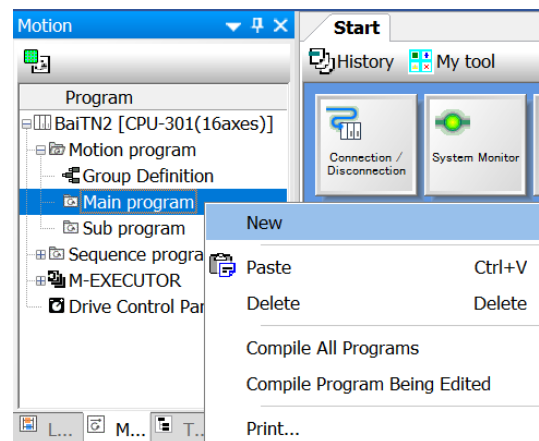 Motion
Start
History My tool
Program
BaiTN2 [CPU-301(16axes)]
Motion program
Group Definition
Main program
Sub program
Sequence progra
M-EXECUTOR
Drive Control Par
Connection /
Disconnection
System Monitor
New
Paste Ctrl+V
Delete Delete
Compile All Programs
Compile Program Being Edited
Print...
L... M... T...